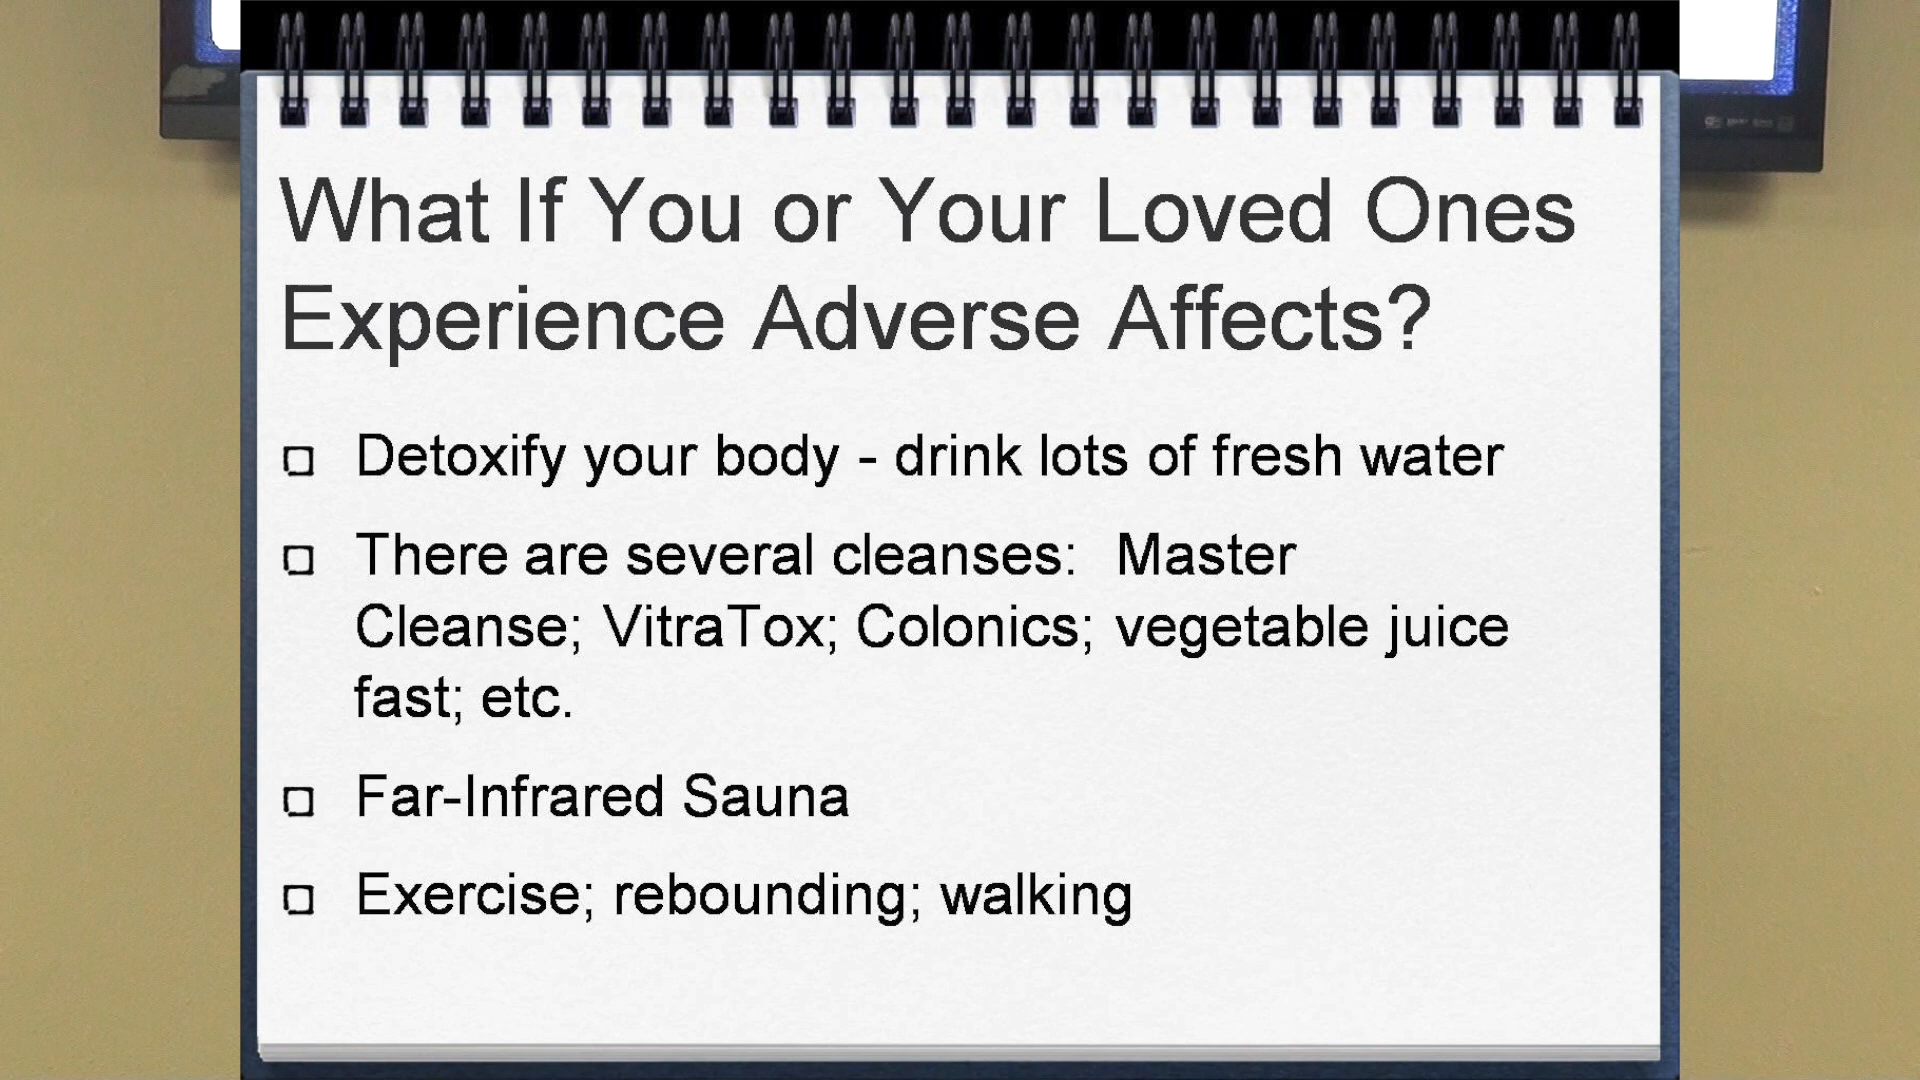 What If You or Your Loved Ones
Experience Adverse Affects?
Detoxify your body - drink lots of fresh water
There are several cleanses: Master
Cleanse; VitraTox; Colonics; vegetable juice
fast; etc.
Far-Infrared Sauna
Exercise; rebounding; walking